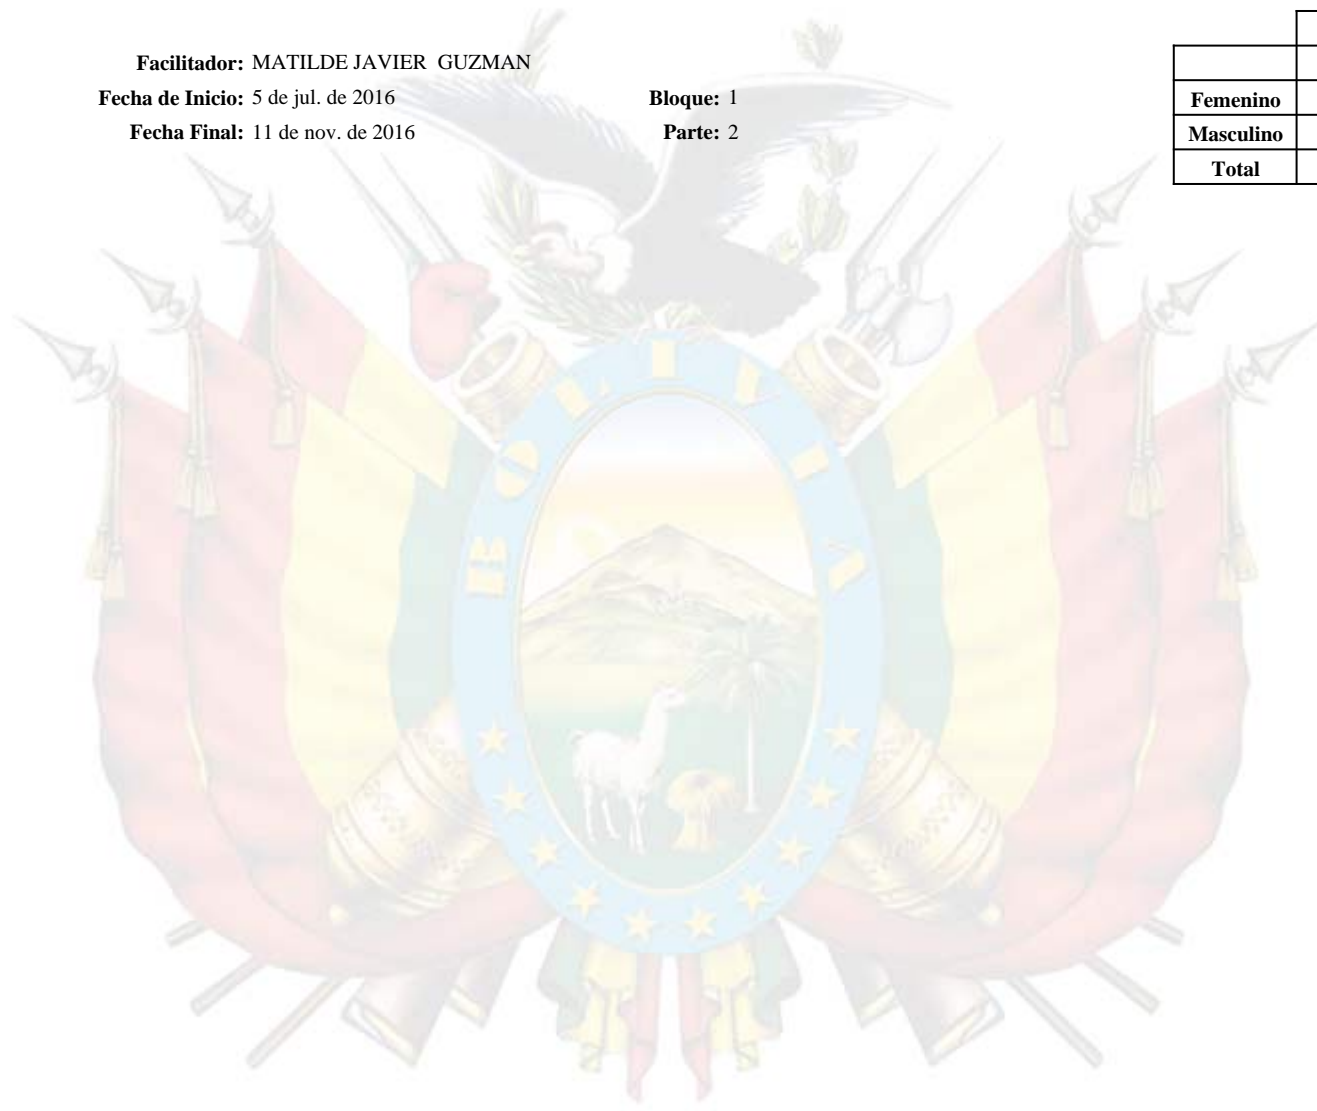 Facilitador: MATILDE JAVIER GUZMAN
Fecha de Inicio: 5 de jul. de 2016 Bloque: 1
Fecha Final: 11 de nov. de 2016 Parte: 2
Femenino
Masculino
Total
BOLIVIA